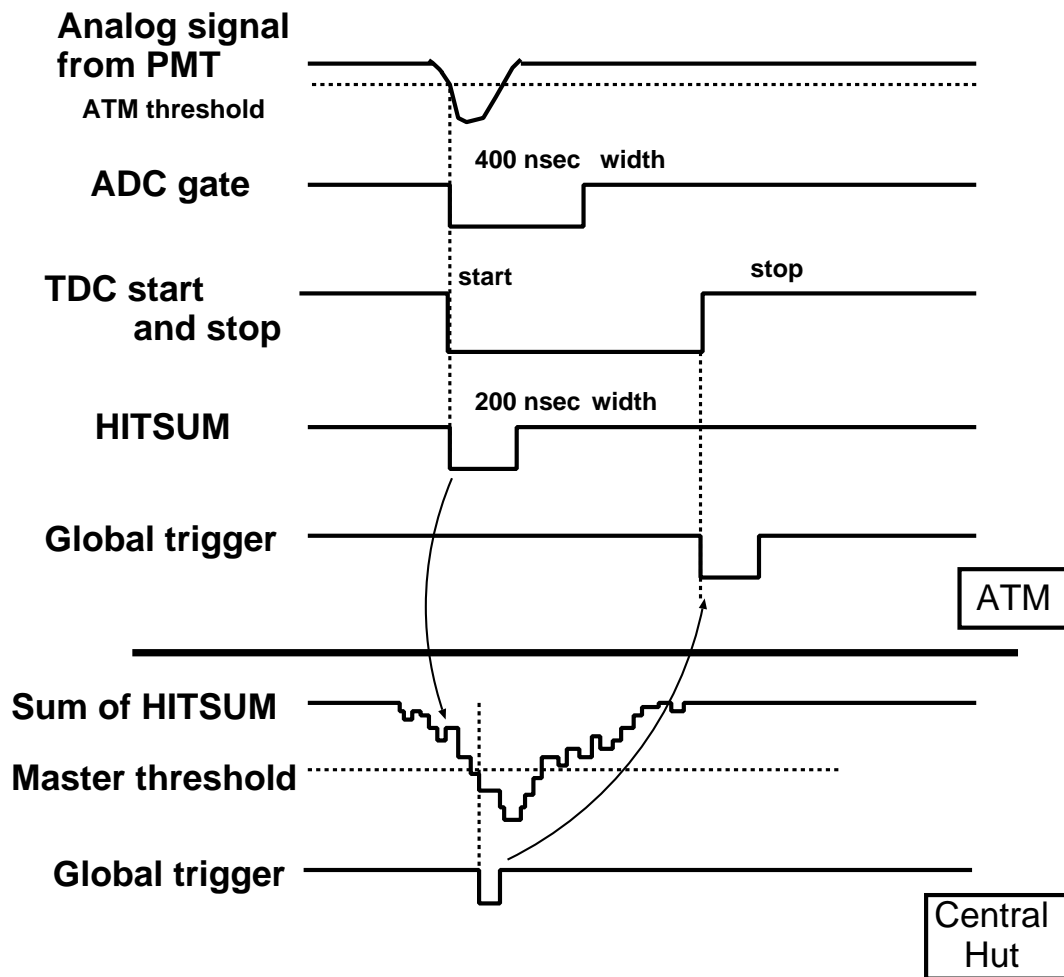 Analog signal
from PMT
ATM threshold
400 nsec width
ADC gate
start
stop
TDC start
and stop
200 nsec width
HITSUM
Global trigger
ATM
Sum of HITSUM
Master threshold
Global trigger
Central
Hut